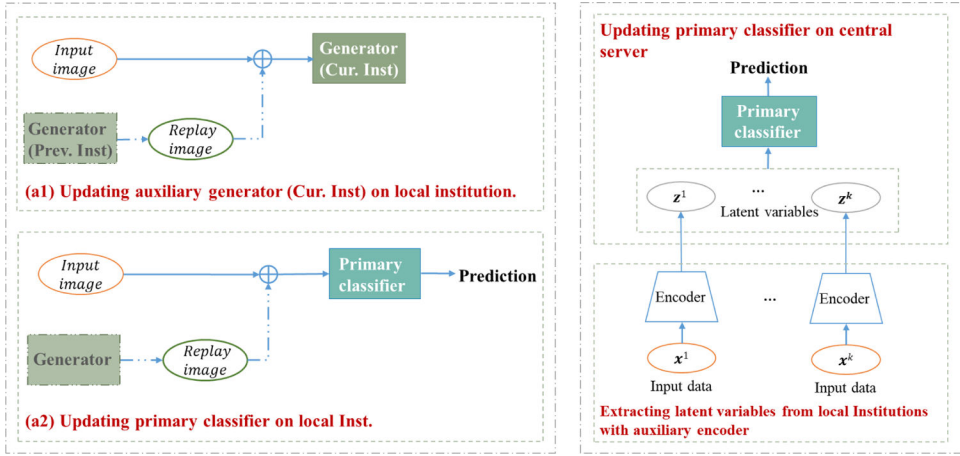 Input
image
Generator
(Cur. Inst)
Generator
(Prev. Inst)
Replay
image
(a1) Updating auxiliary generator (Cur. Inst) on local institution.
Input
image
Primary
classifier
Prediction
Generator
Replay
image
(a2) Updating primary classifier on local Inst.
Updating primary classifier on central
server
Prediction
Primary
classifier
z¹ ... zᵏ
Latent variables
Encoder ... Encoder
x¹ xᵏ
Input data Input data
Extracting latent variables from local Institutions
with auxiliary encoder